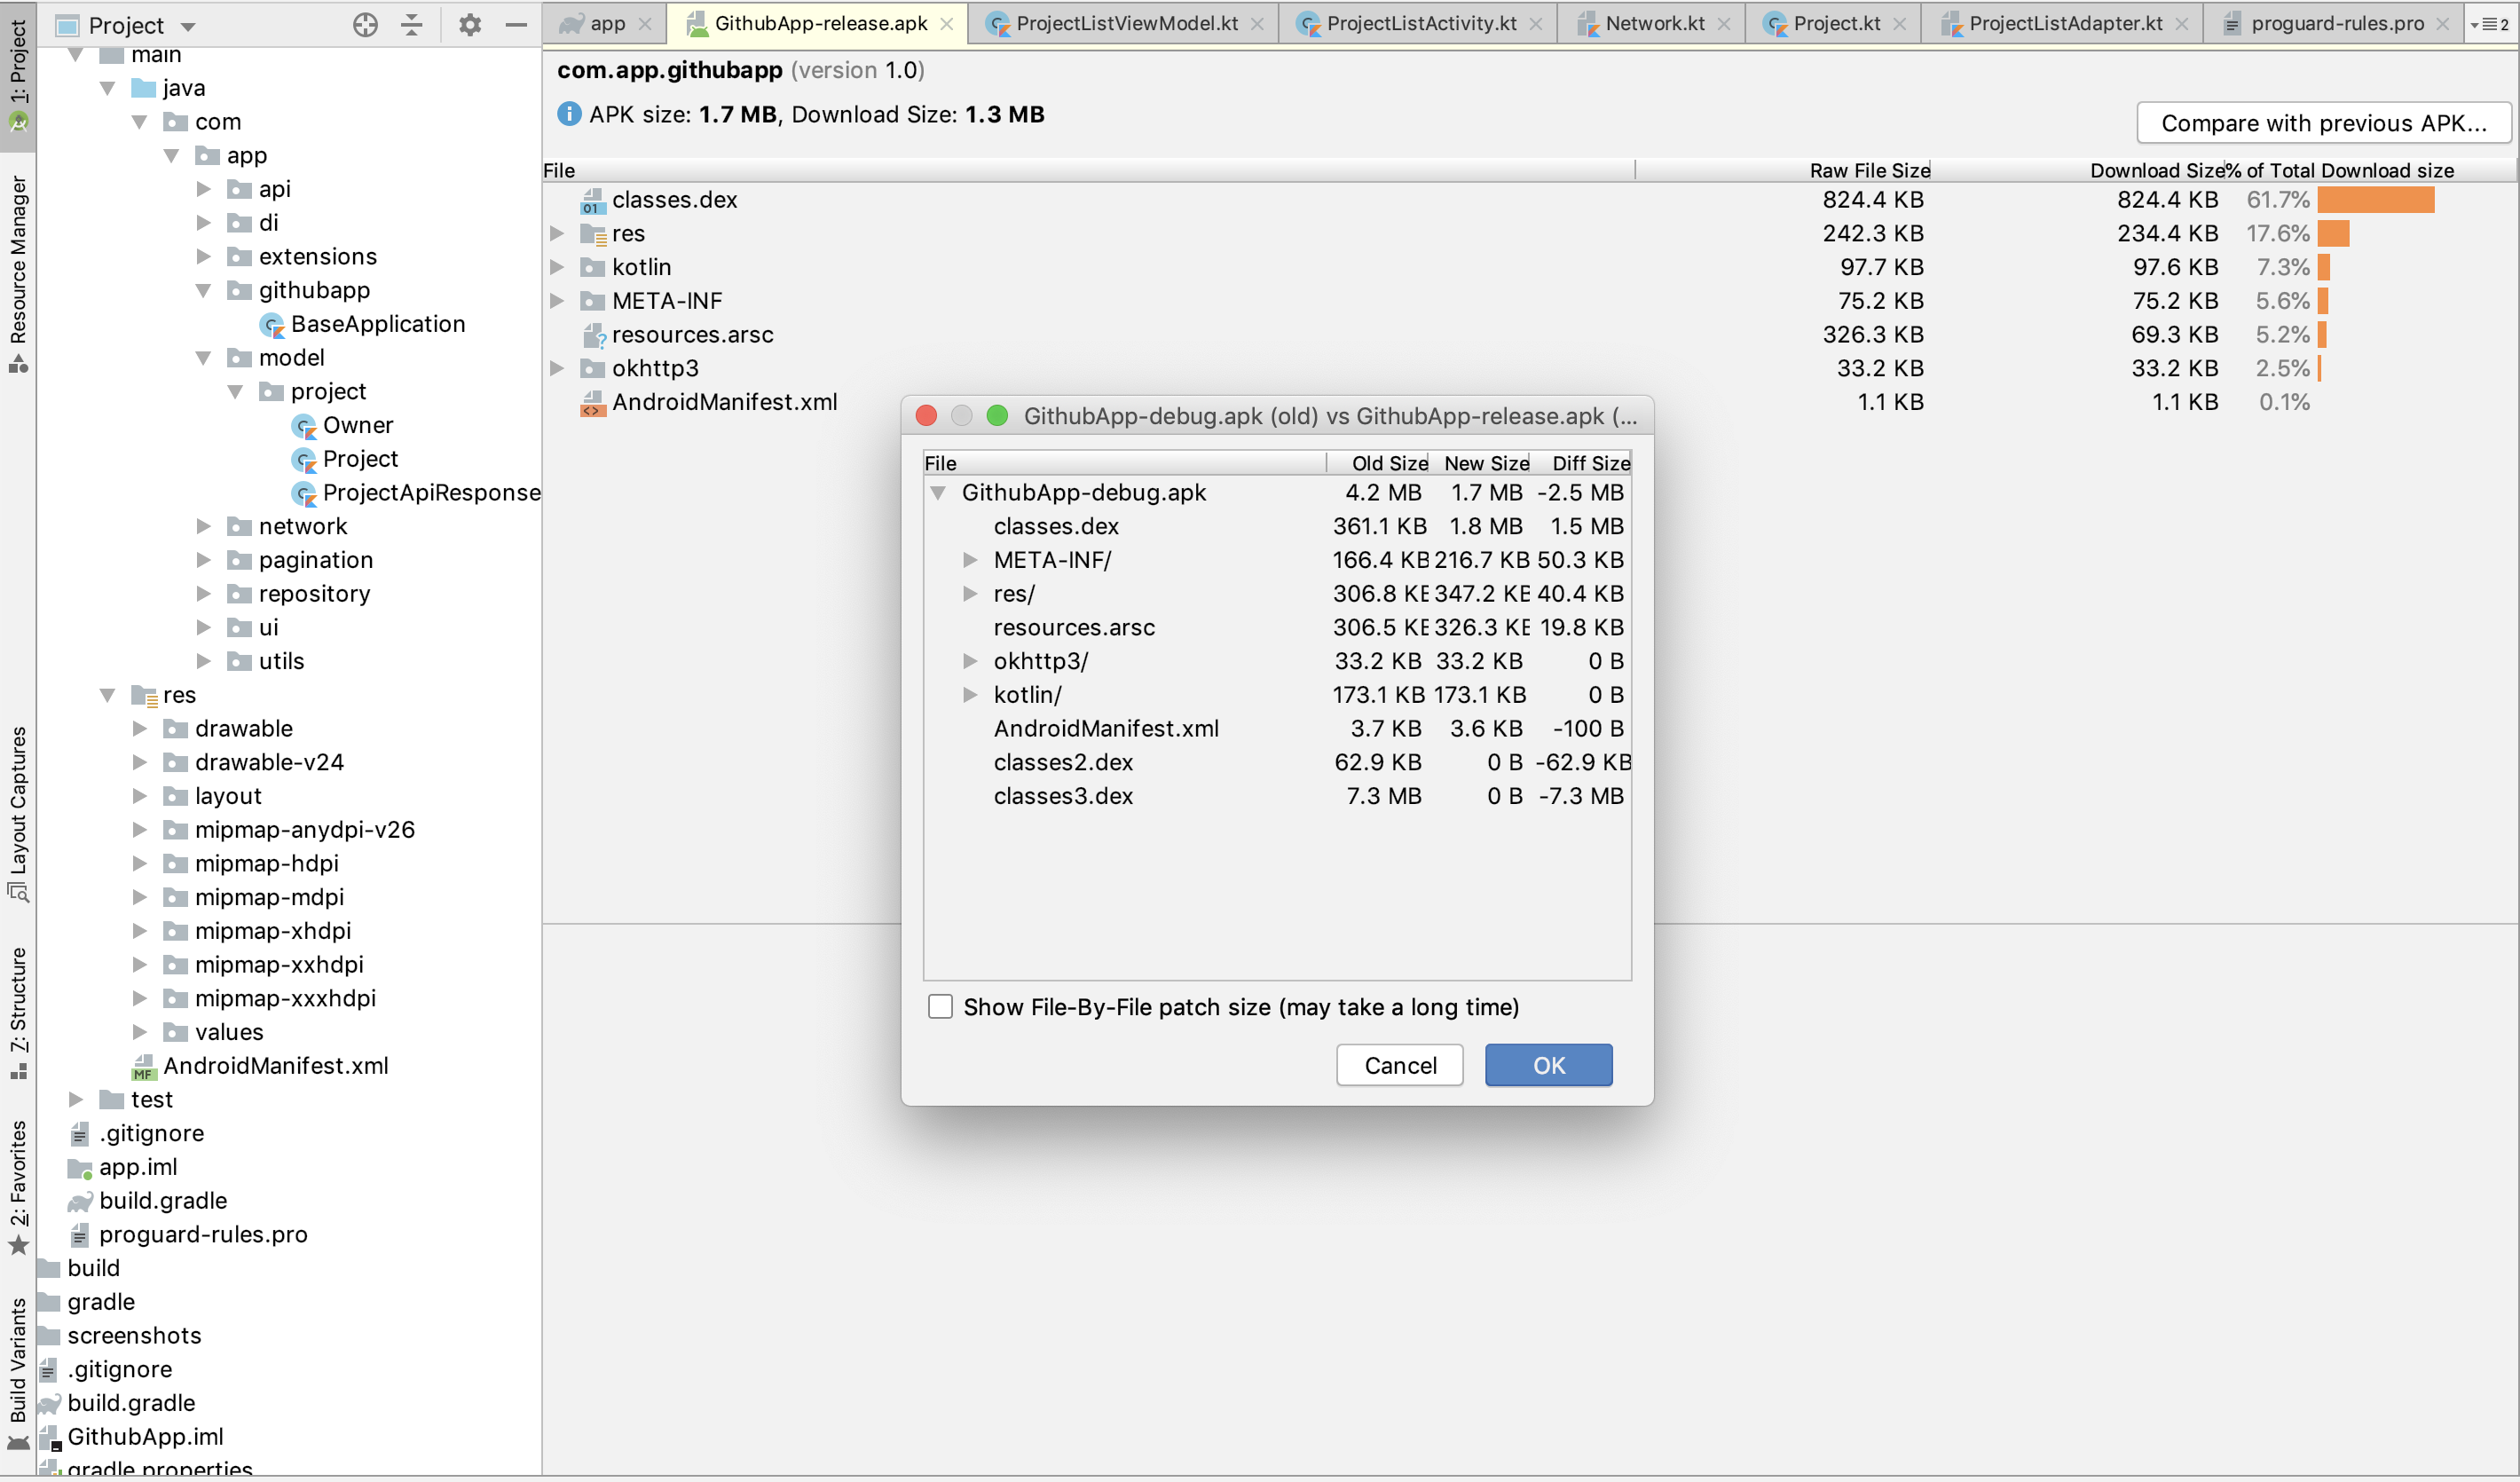 Project
app
GithubApp-release.apk
ProjectListViewModel.kt
ProjectListActivity.kt
Network.kt
Project.kt
ProjectListAdapter.kt
proguard-rules.pro
2
1: Project
Resource Manager
Layout Captures
7: Structure
2: Favorites
Build Variants
main
java
com
app
api
di
extensions
githubapp
BaseApplication
model
project
Owner
Project
ProjectApiResponse
network
pagination
repository
ui
utils
res
drawable
drawable-v24
layout
mipmap-anydpi-v26
mipmap-hdpi
mipmap-mdpi
mipmap-xhdpi
mipmap-xxhdpi
mipmap-xxxhdpi
values
MF AndroidManifest.xml
test
.gitignore
app.iml
build.gradle
proguard-rules.pro
build
gradle
screenshots
.gitignore
build.gradle
GithubApp.iml
gradle.properties
com.app.githubapp (version 1.0)
APK size: 1.7 MB, Download Size: 1.3 MB
Compare with previous APK...
File Raw File Size Download Size % of Total Download size
01 classes.dex 824.4 KB 824.4 KB 61.7%
res 242.3 KB 234.4 KB 17.6%
kotlin 97.7 KB 97.6 KB 7.3%
META-INF 75.2 KB 75.2 KB 5.6%
resources.arsc 326.3 KB 69.3 KB 5.2%
okhttp3 33.2 KB 33.2 KB 2.5%
AndroidManifest.xml 1.1 KB 1.1 KB 0.1%
GithubApp-debug.apk (old) vs GithubApp-release.apk (...
File Old Size New Size Diff Size
GithubApp-debug.apk 4.2 MB 1.7 MB -2.5 MB
classes.dex 361.1 KB 1.8 MB 1.5 MB
META-INF/ 166.4 KB 216.7 KB 50.3 KB
res/ 306.8 KB 347.2 KB 40.4 KB
resources.arsc 306.5 KB 326.3 KB 19.8 KB
okhttp3/ 33.2 KB 33.2 KB 0 B
kotlin/ 173.1 KB 173.1 KB 0 B
AndroidManifest.xml 3.7 KB 3.6 KB -100 B
classes2.dex 62.9 KB 0 B -62.9 KB
classes3.dex 7.3 MB 0 B -7.3 MB
Show File-By-File patch size (may take a long time)
Cancel
OK